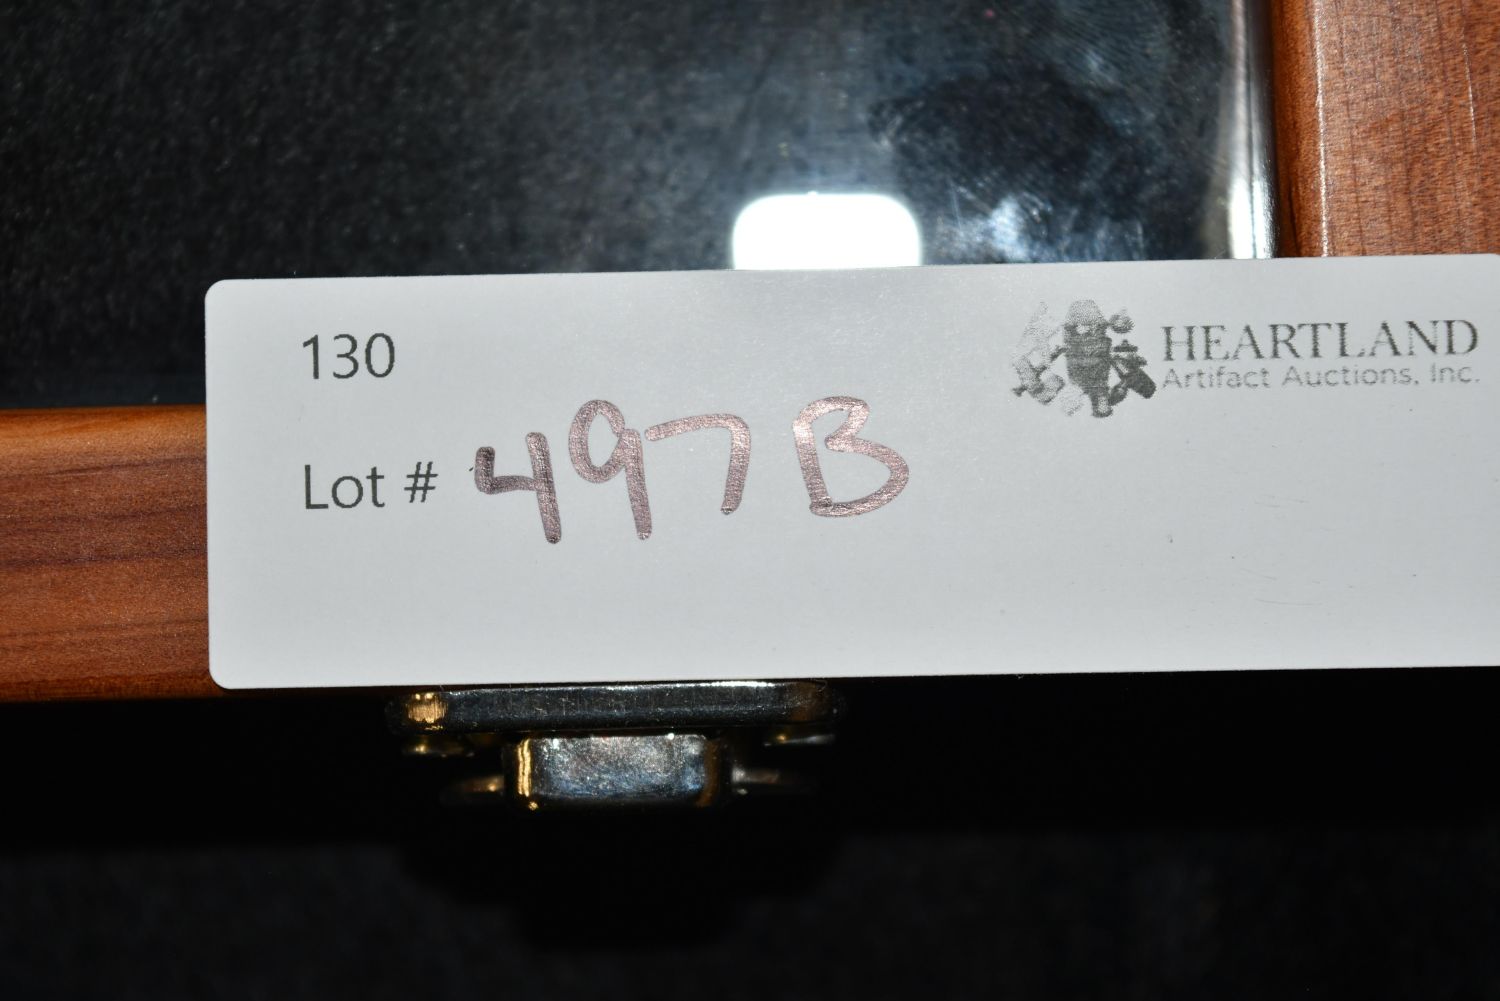 130
HEARTLAND
Artifact Auctions, Inc.
Lot # 497B